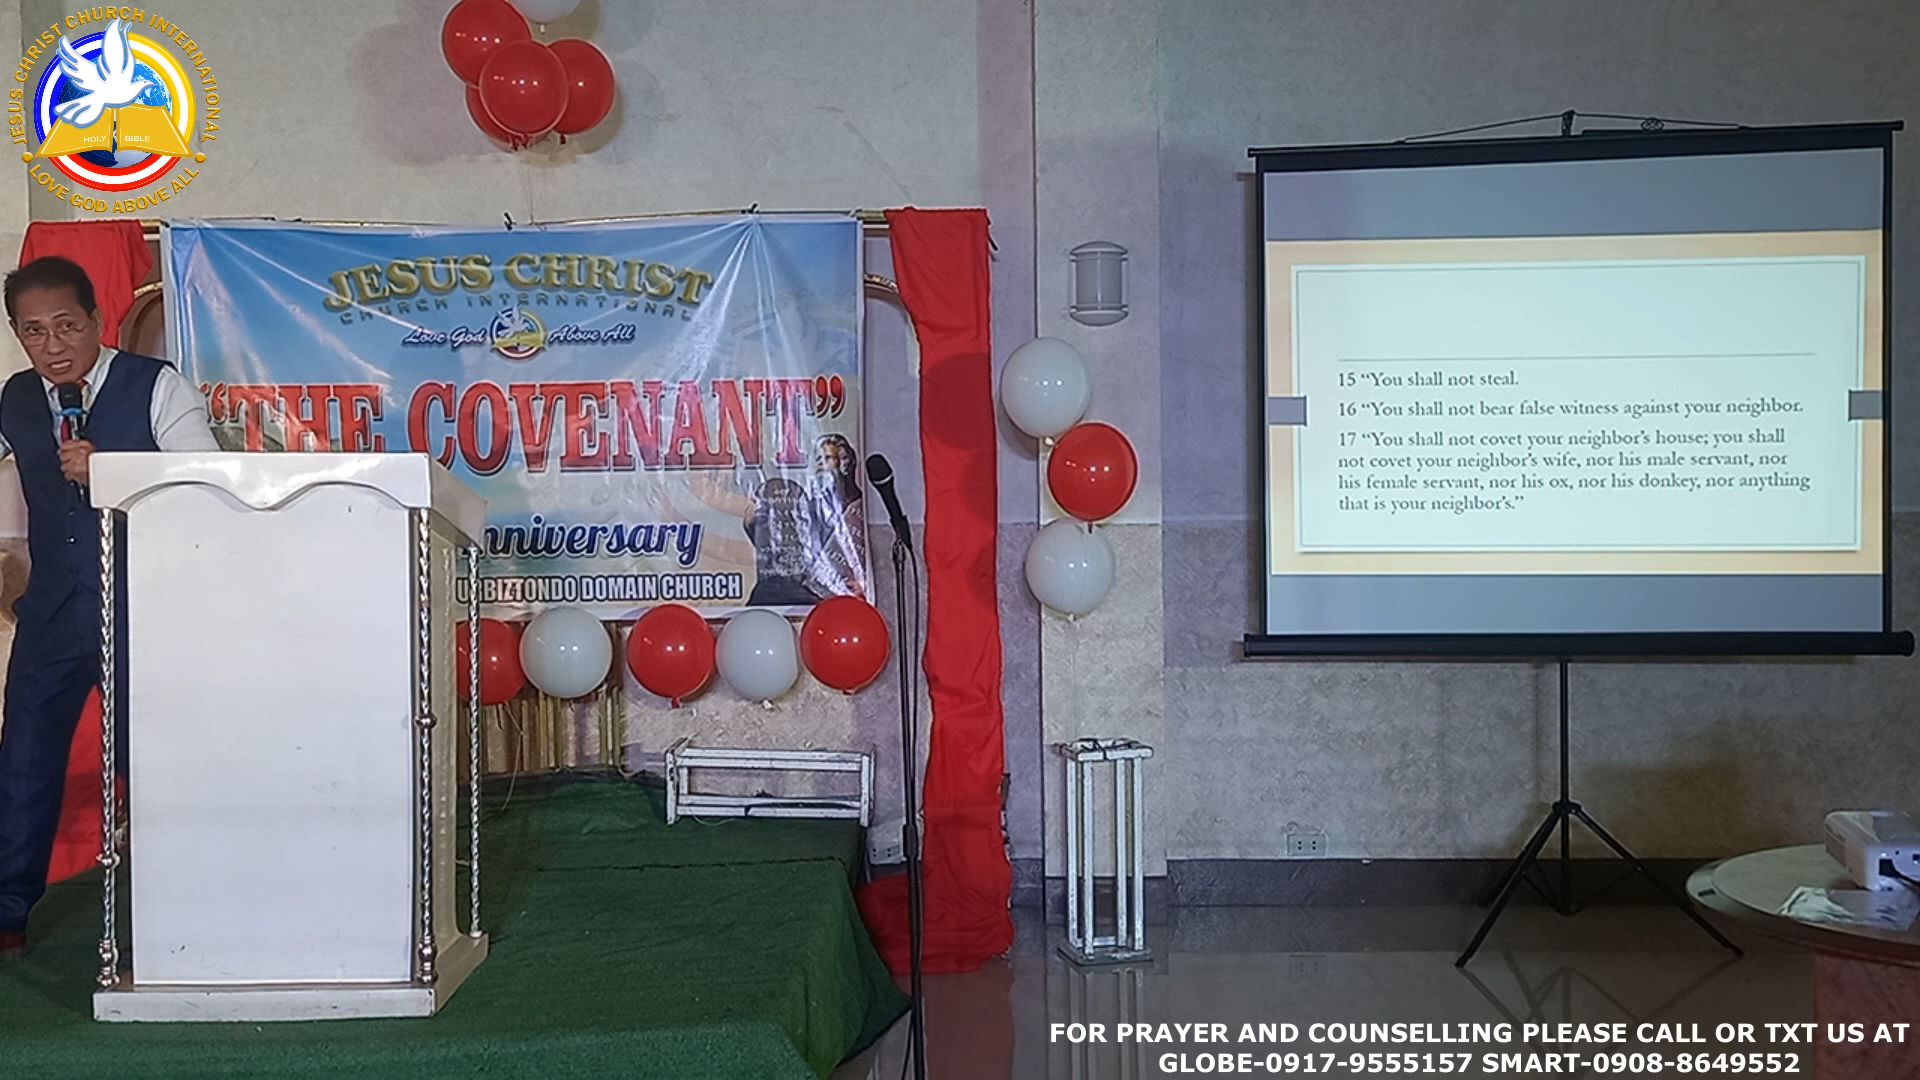 JESUS CHRIST CHURCH INTERNATIONAL
HOLY BIBLE
LOVE GOD ABOVE ALL
JESUS CHRIST
CHURCH INTERNATIONAL
Love God Above All
“THE COVENANT”
nniversary
URBIZTONDO DOMAIN CHURCH
15 “You shall not steal.
16 “You shall not bear false witness against your neighbor.
17 “You shall not covet your neighbor’s house; you shall
not covet your neighbor’s wife, nor his male servant, nor
his female servant, nor his ox, nor his donkey, nor anything
that is your neighbor’s.”
FOR PRAYER AND COUNSELLING PLEASE CALL OR TXT US AT
GLOBE-0917-9555157 SMART-0908-8649552